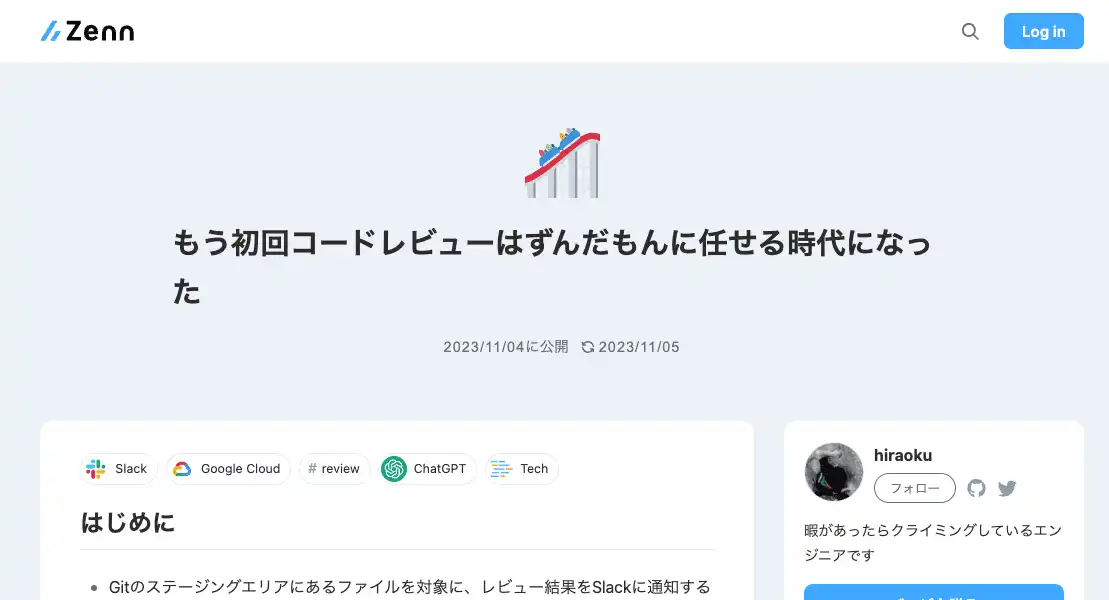 Zenn
Log in
もう初回コードレビューはずんだもんに任せる時代になっ
た
2023/11/04に公開 2023/11/05
Slack Google Cloud # review ChatGPT Tech
はじめに
Gitのステージングエリアにあるファイルを対象に、レビュー結果をSlackに通知する
hiraoku
フォロー
暇があったらクライミングしているエン
ジニアです